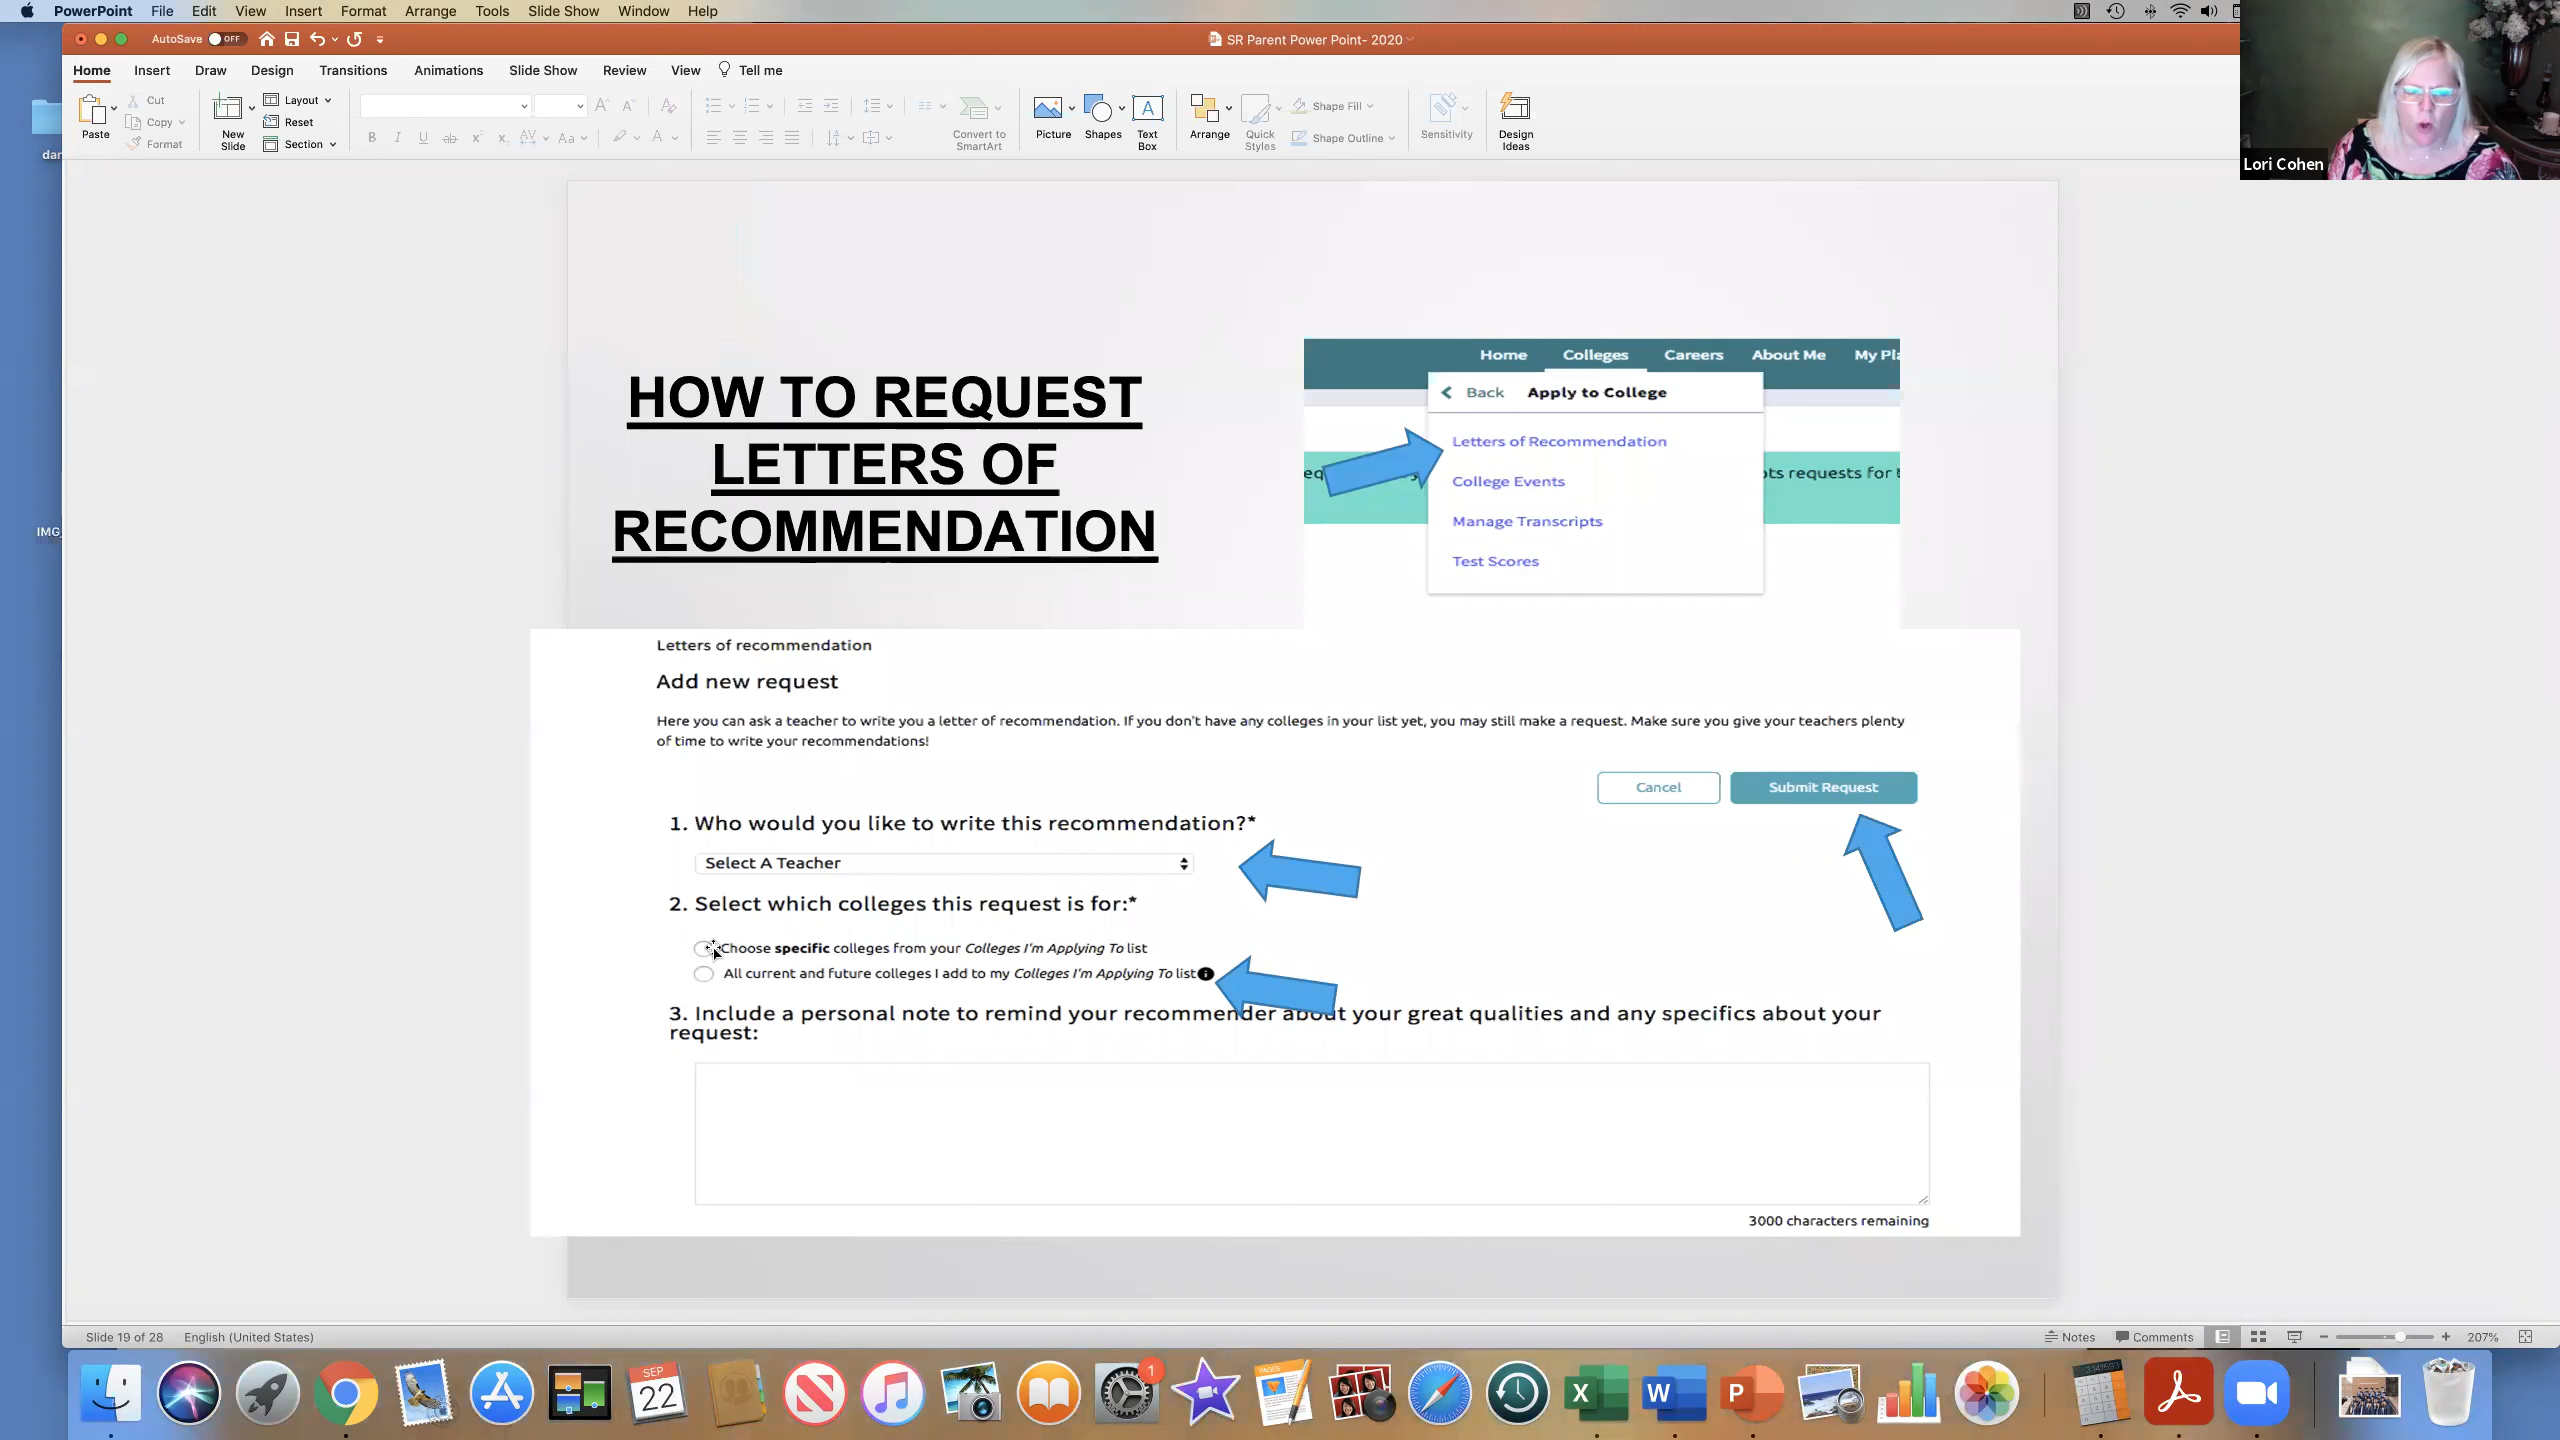 PowerPoint File Edit View Insert Format Arrange Tools Slide Show Window Help
AutoSave OFF
SR Parent Power Point- 2020
Home Insert Draw Design Transitions Animations Slide Show Review View Tell me
Paste
Cut
Copy
Format
New Slide
Layout
Reset
Section
B I U ab
Convert to SmartArt
Picture
Shapes
Text Box
Arrange
Quick Styles
Shape Fill
Shape Outline
Sensitivity
Design Ideas
Lori Cohen
HOW TO REQUEST
LETTERS OF
RECOMMENDATION
Home Colleges Careers About Me
Back Apply to College
Letters of Recommendation
requests for
College Events
Manage Transcripts
Test Scores
Letters of recommendation
Add new request
Here you can ask a teacher to write you a letter of recommendation. If you don't have any colleges in your list yet, you may still make a request. Make sure you give your teachers plenty
of time to write your recommendations!
Cancel Submit Request
1. Who would you like to write this recommendation?*
Select A Teacher
2. Select which colleges this request is for:*
Choose specific colleges from your Colleges I'm Applying To list
All current and future colleges I add to my Colleges I'm Applying To list
3. Include a personal note to remind your recommender about your great qualities and any specifics about your
request:
3000 characters remaining
Slide 19 of 28 English (United States)
Notes Comments 207%
SEP
22
1
PAGES
X
W
P